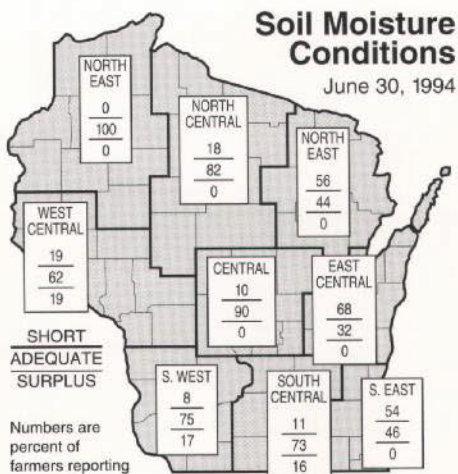 Soil Moisture
Conditions
June 30, 1994
NORTH
EAST
0
100
0
NORTH
CENTRAL
18
82
0
NORTH
EAST
56
44
0
WEST
CENTRAL
19
62
19
CENTRAL
10
90
0
EAST
CENTRAL
68
32
0
SHORT
ADEQUATE
SURPLUS
S. WEST
8
75
17
SOUTH
CENTRAL
11
73
16
S. EAST
54
46
0
Numbers are
percent of
farmers reporting